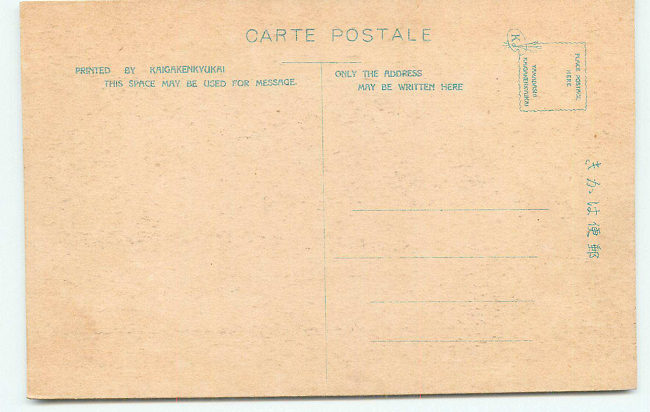 CARTE POSTALE
PRINTED BY KAIGAKENKYUKAI
THIS SPACE MAY BE USED FOR MESSAGE.
ONLY THE ADDRESS
MAY BE WRITTEN HERE
PLACE POSTAGE
HERE
KAIGAKENKYUKAI
きかは便郵